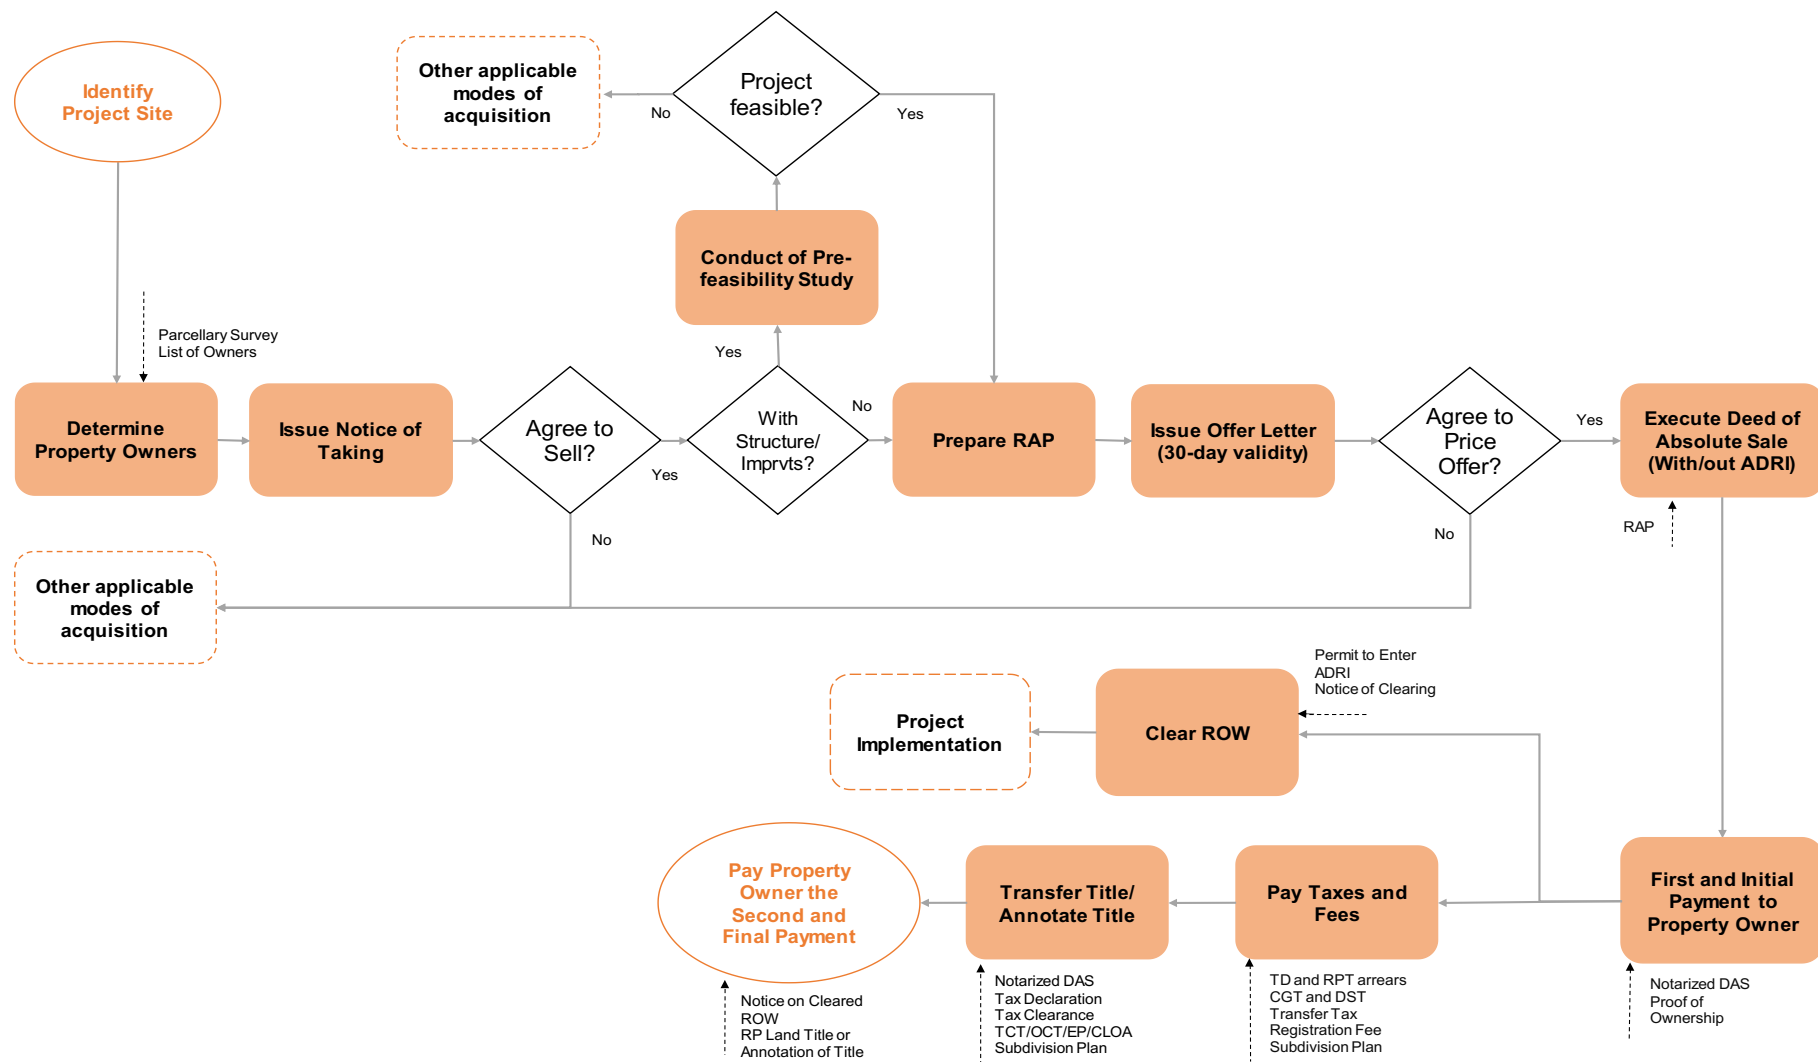 Identify
Project Site
Other applicable
modes of
acquisition
Project
feasible?
No
Yes
Conduct of Pre-
feasibility Study
Parcellary Survey
List of Owners
Yes
Determine
Property Owners
Issue Notice of
Taking
Agree to
Sell?
Yes
No
With
Structure/
Imprvts?
No
Prepare RAP
Issue Offer Letter
(30-day validity)
Agree to
Price
Offer?
Yes
No
Execute Deed of
Absolute Sale
(With/out ADRI)
RAP
Other applicable
modes of
acquisition
Permit to Enter
ADRI
Notice of Clearing
Project
Implementation
Clear ROW
Pay Property
Owner the
Second and
Final Payment
Transfer Title/
Annotate Title
Pay Taxes and
Fees
First and Initial
Payment to
Property Owner
Notice on Cleared
ROW
RP Land Title or
Annotation of Title
Notarized DAS
Tax Declaration
Tax Clearance
TCT/OCT/EP/CLOA
Subdivision Plan
TD and RPT arrears
CGT and DST
Transfer Tax
Registration Fee
Subdivision Plan
Notarized DAS
Proof of
Ownership